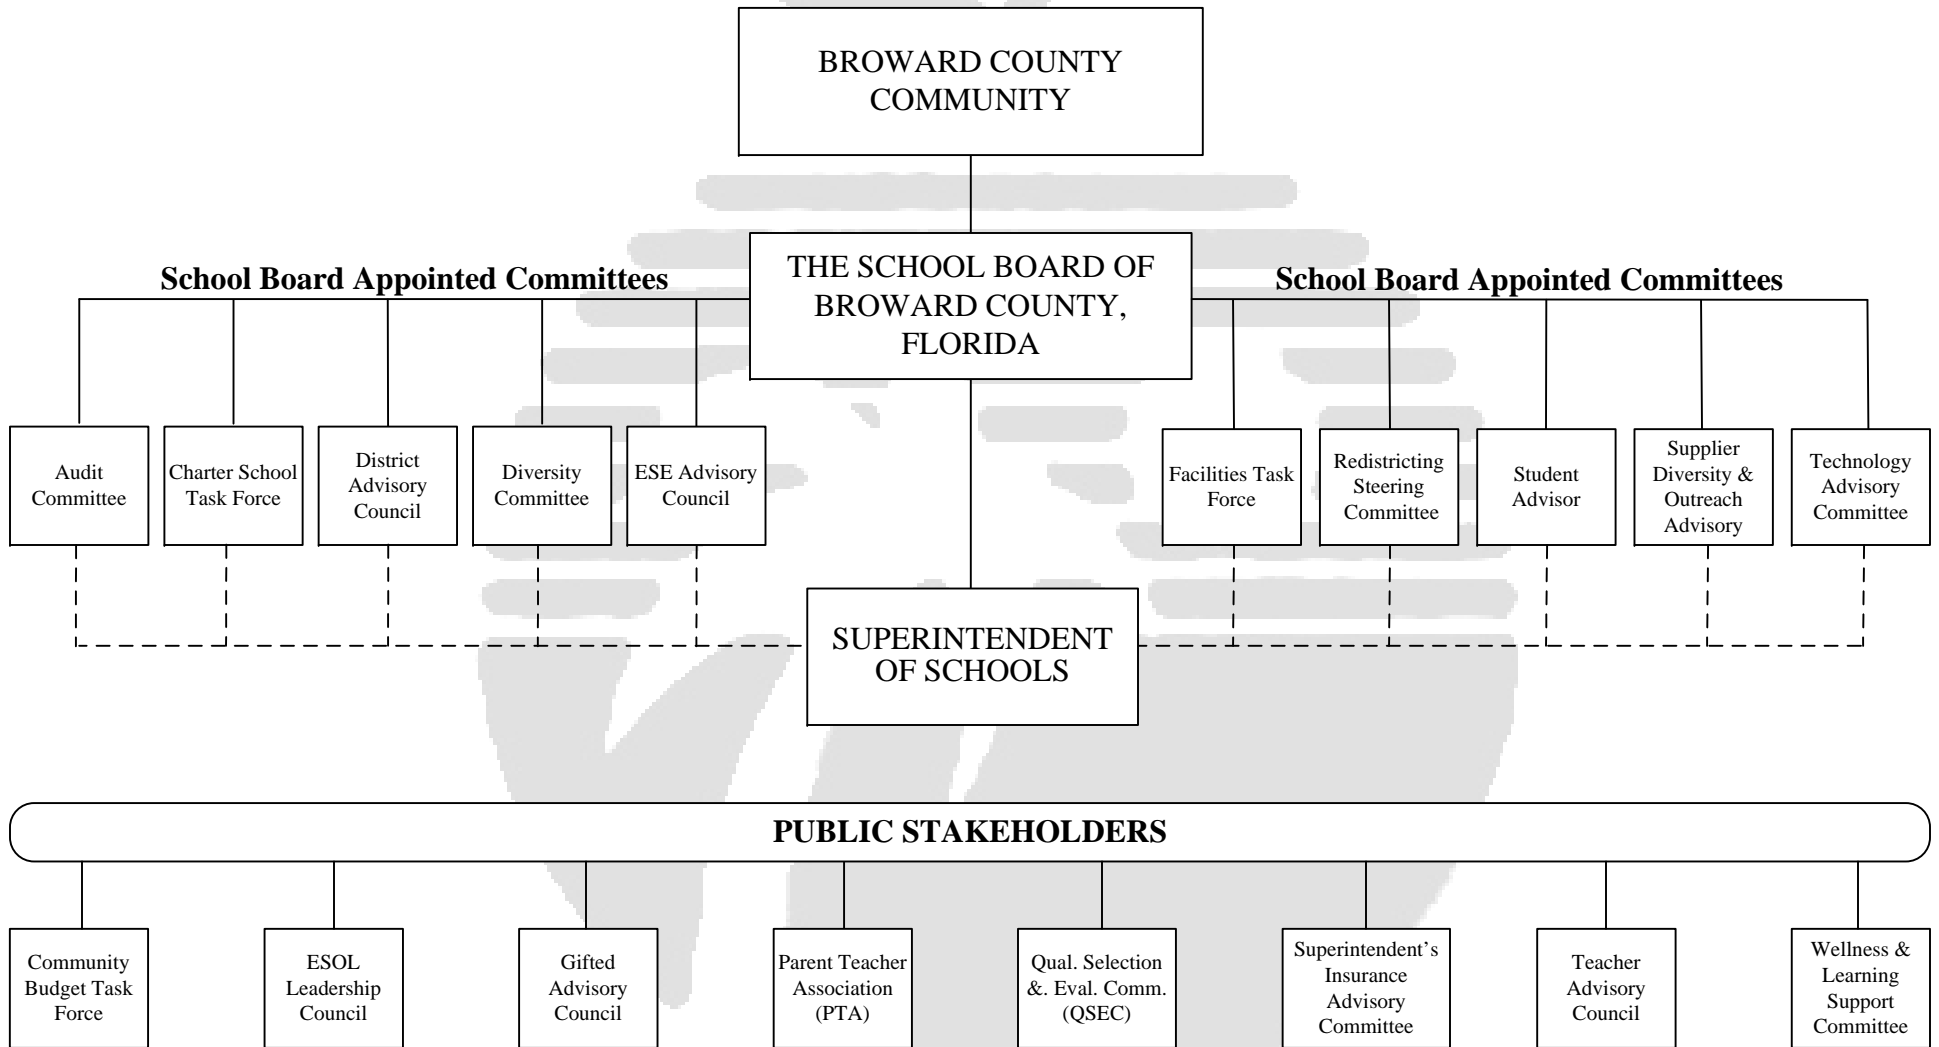 BROWARD COUNTY
COMMUNITY
School Board Appointed Committees
THE SCHOOL BOARD OF
BROWARD COUNTY,
FLORIDA
School Board Appointed Committees
Audit
Committee
Charter School
Task Force
District
Advisory
Council
Diversity
Committee
ESE Advisory
Council
Facilities Task
Force
Redistricting
Steering
Committee
Student
Advisor
Supplier
Diversity &
Outreach
Advisory
Technology
Advisory
Committee
SUPERINTENDENT
OF SCHOOLS
PUBLIC STAKEHOLDERS
Community
Budget Task
Force
ESOL
Leadership
Council
Gifted
Advisory
Council
Parent Teacher
Association
(PTA)
Qual. Selection
&. Eval. Comm.
(QSEC)
Superintendent’s
Insurance
Advisory
Committee
Teacher
Advisory
Council
Wellness &
Learning
Support
Committee